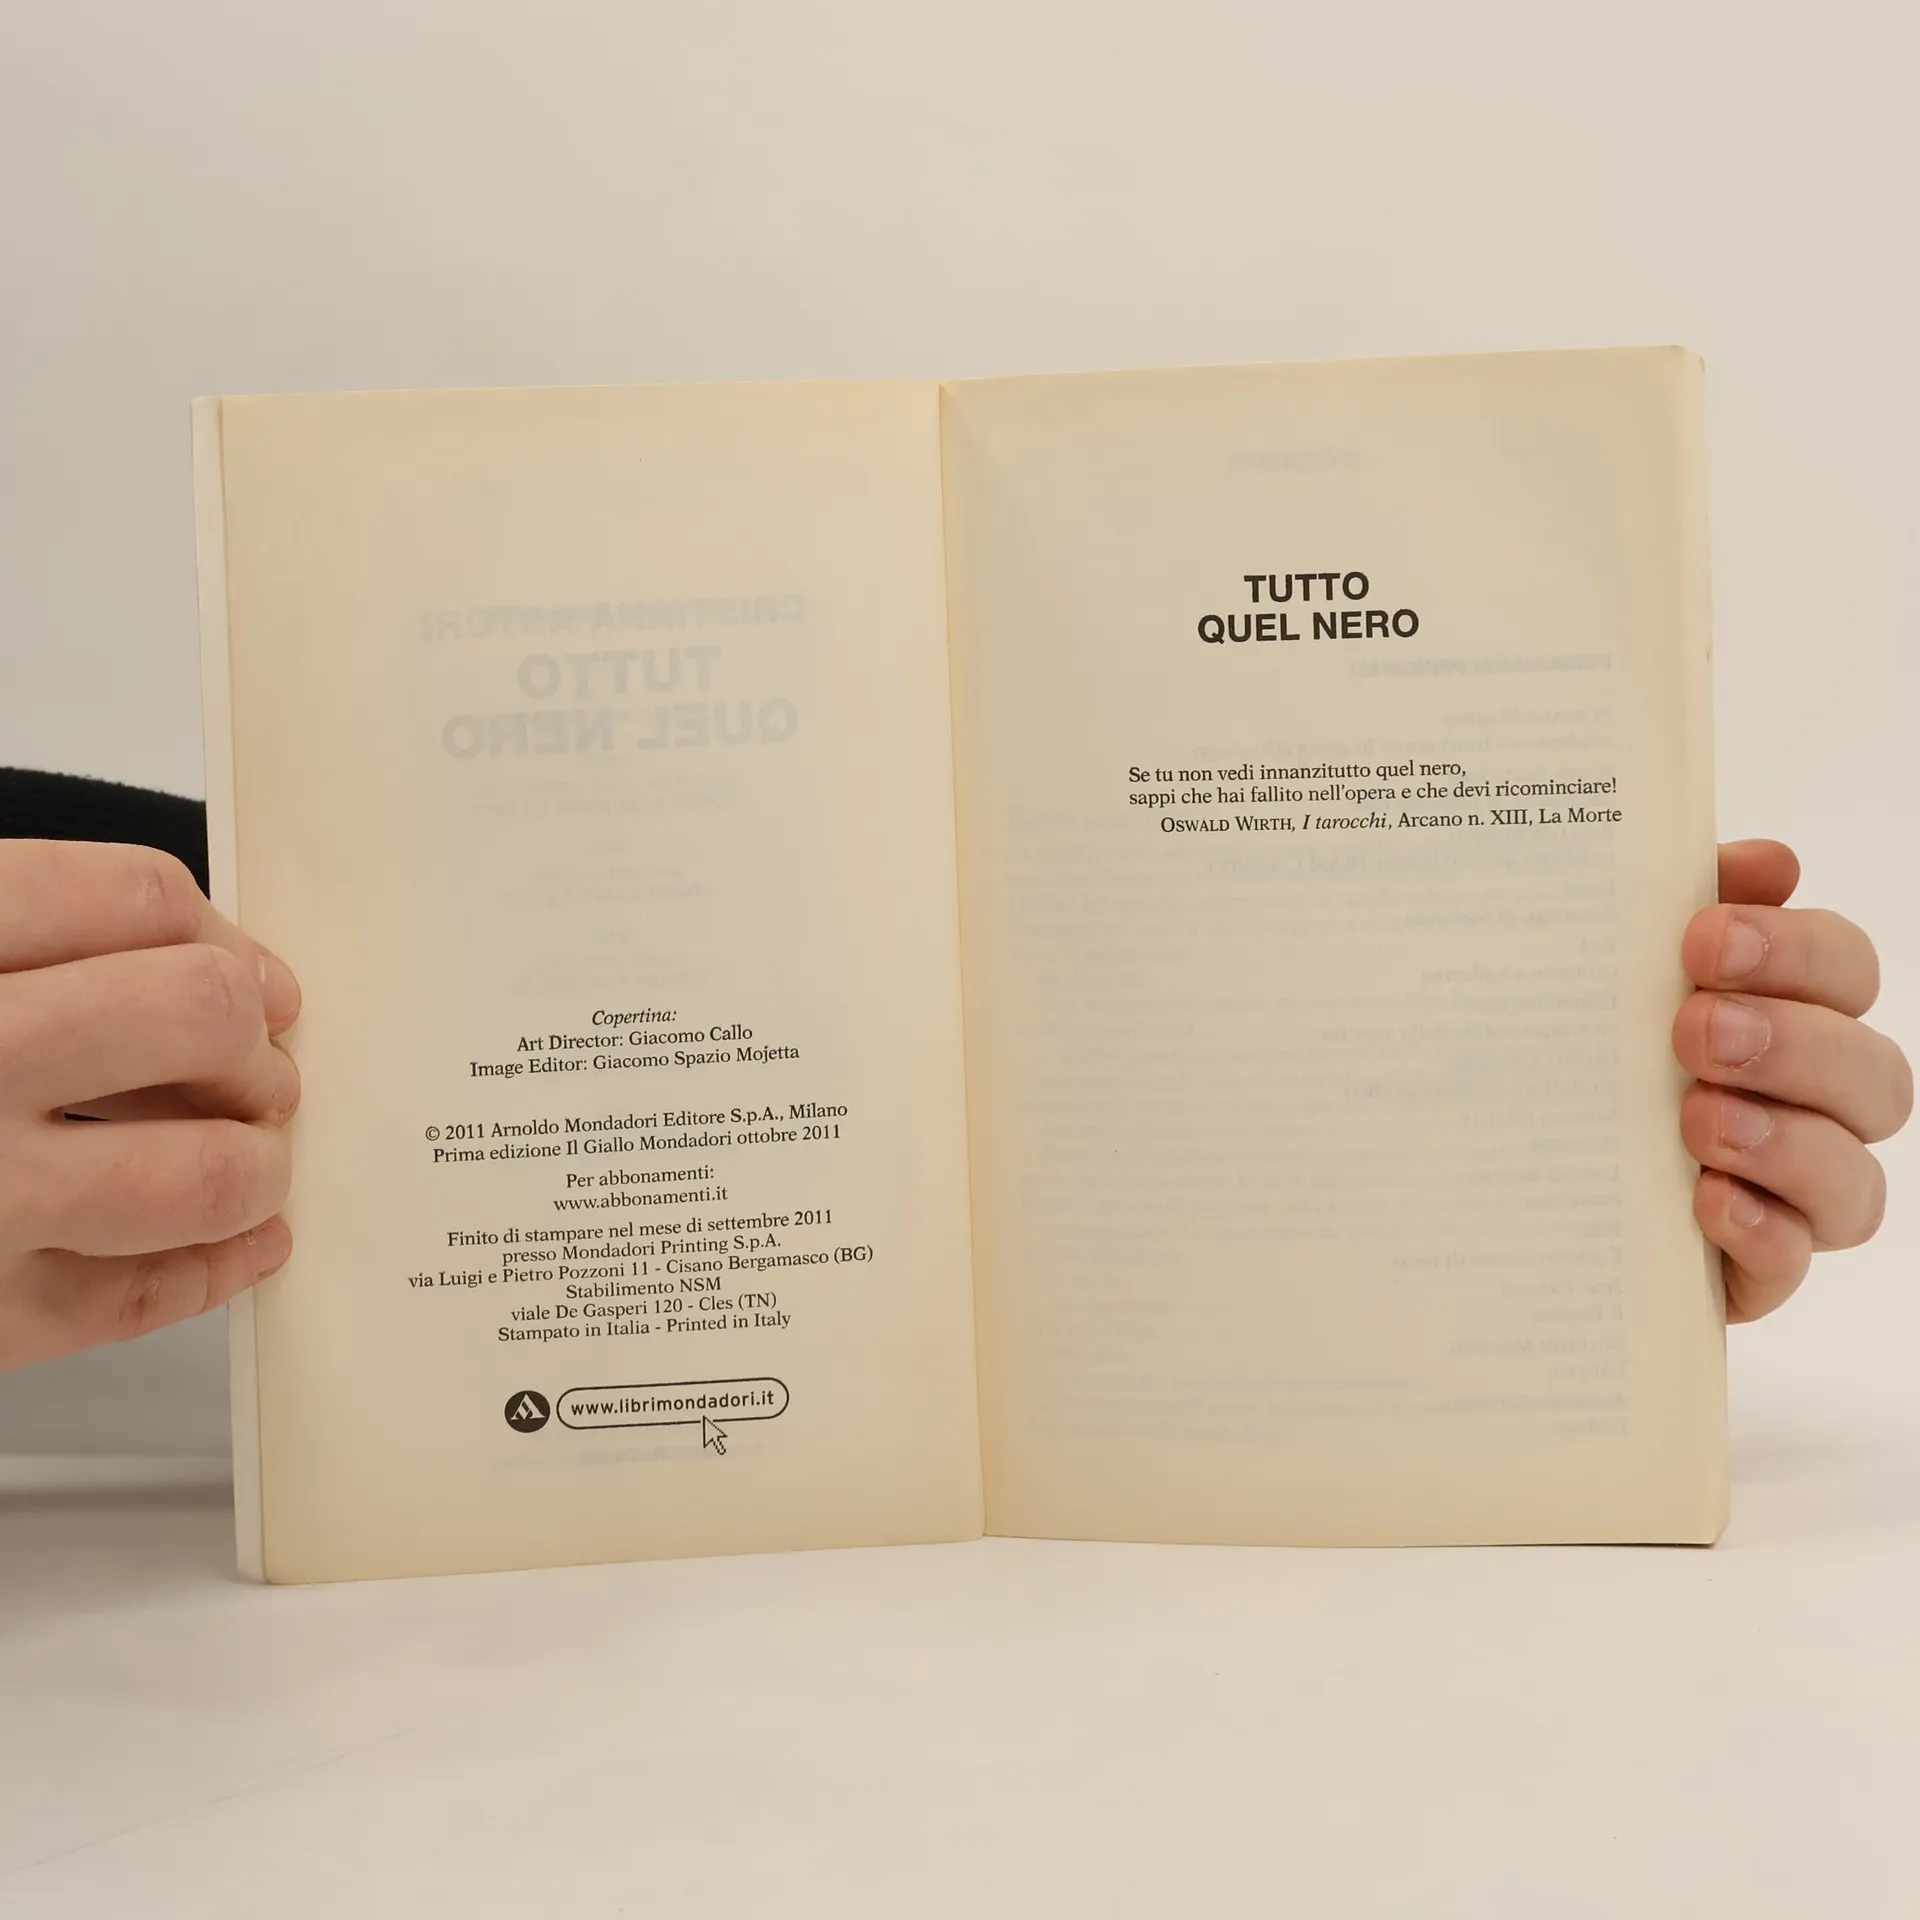 Copertina:
Art Director: Giacomo Callo
Image Editor: Giacomo Spazio Mojetta
© 2011 Arnoldo Mondadori Editore S.p.A., Milano
Prima edizione Il Giallo Mondadori ottobre 2011
Per abbonamenti:
www.abbonamenti.it
Finito di stampare nel mese di settembre 2011
presso Mondadori Printing S.p.A.
via Luigi e Pietro Pozzoni 11 - Cisano Bergamasco (BG)
Stabilimento NSM
viale De Gasperi 120 - Cles (TN)
Stampato in Italia - Printed in Italy
www.librimondadori.it
TUTTO
QUEL NERO
Se tu non vedi innanzitutto quel nero,
sappi che hai fallito nell'opera e che devi ricominciare!
OSWALD WIRTH, I tarocchi, Arcano n. XIII, La Morte